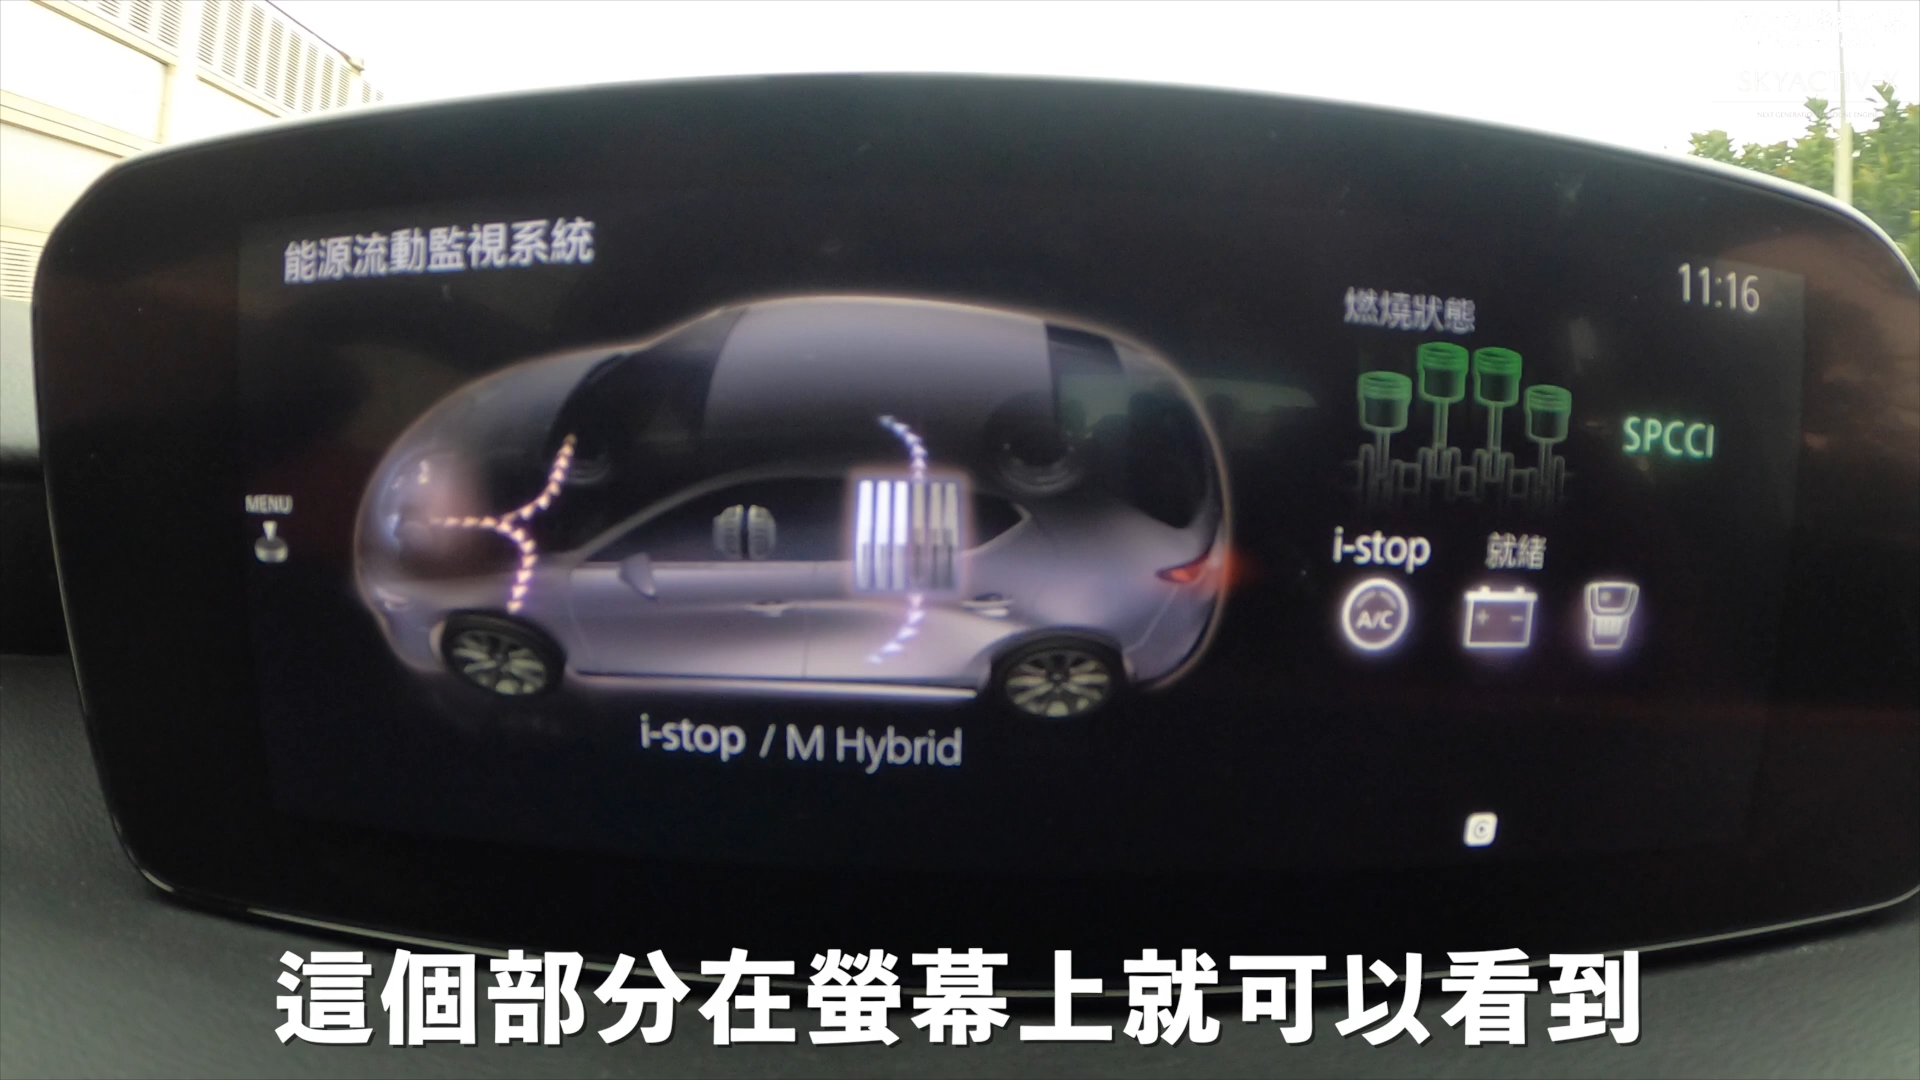 SKYACTIV-X
能源流動監視系統
11:16
燃燒狀態
SPCCI
MENU
i-stop 就緒
A/C
i-stop / M Hybrid
這個部分在螢幕上就可以看到